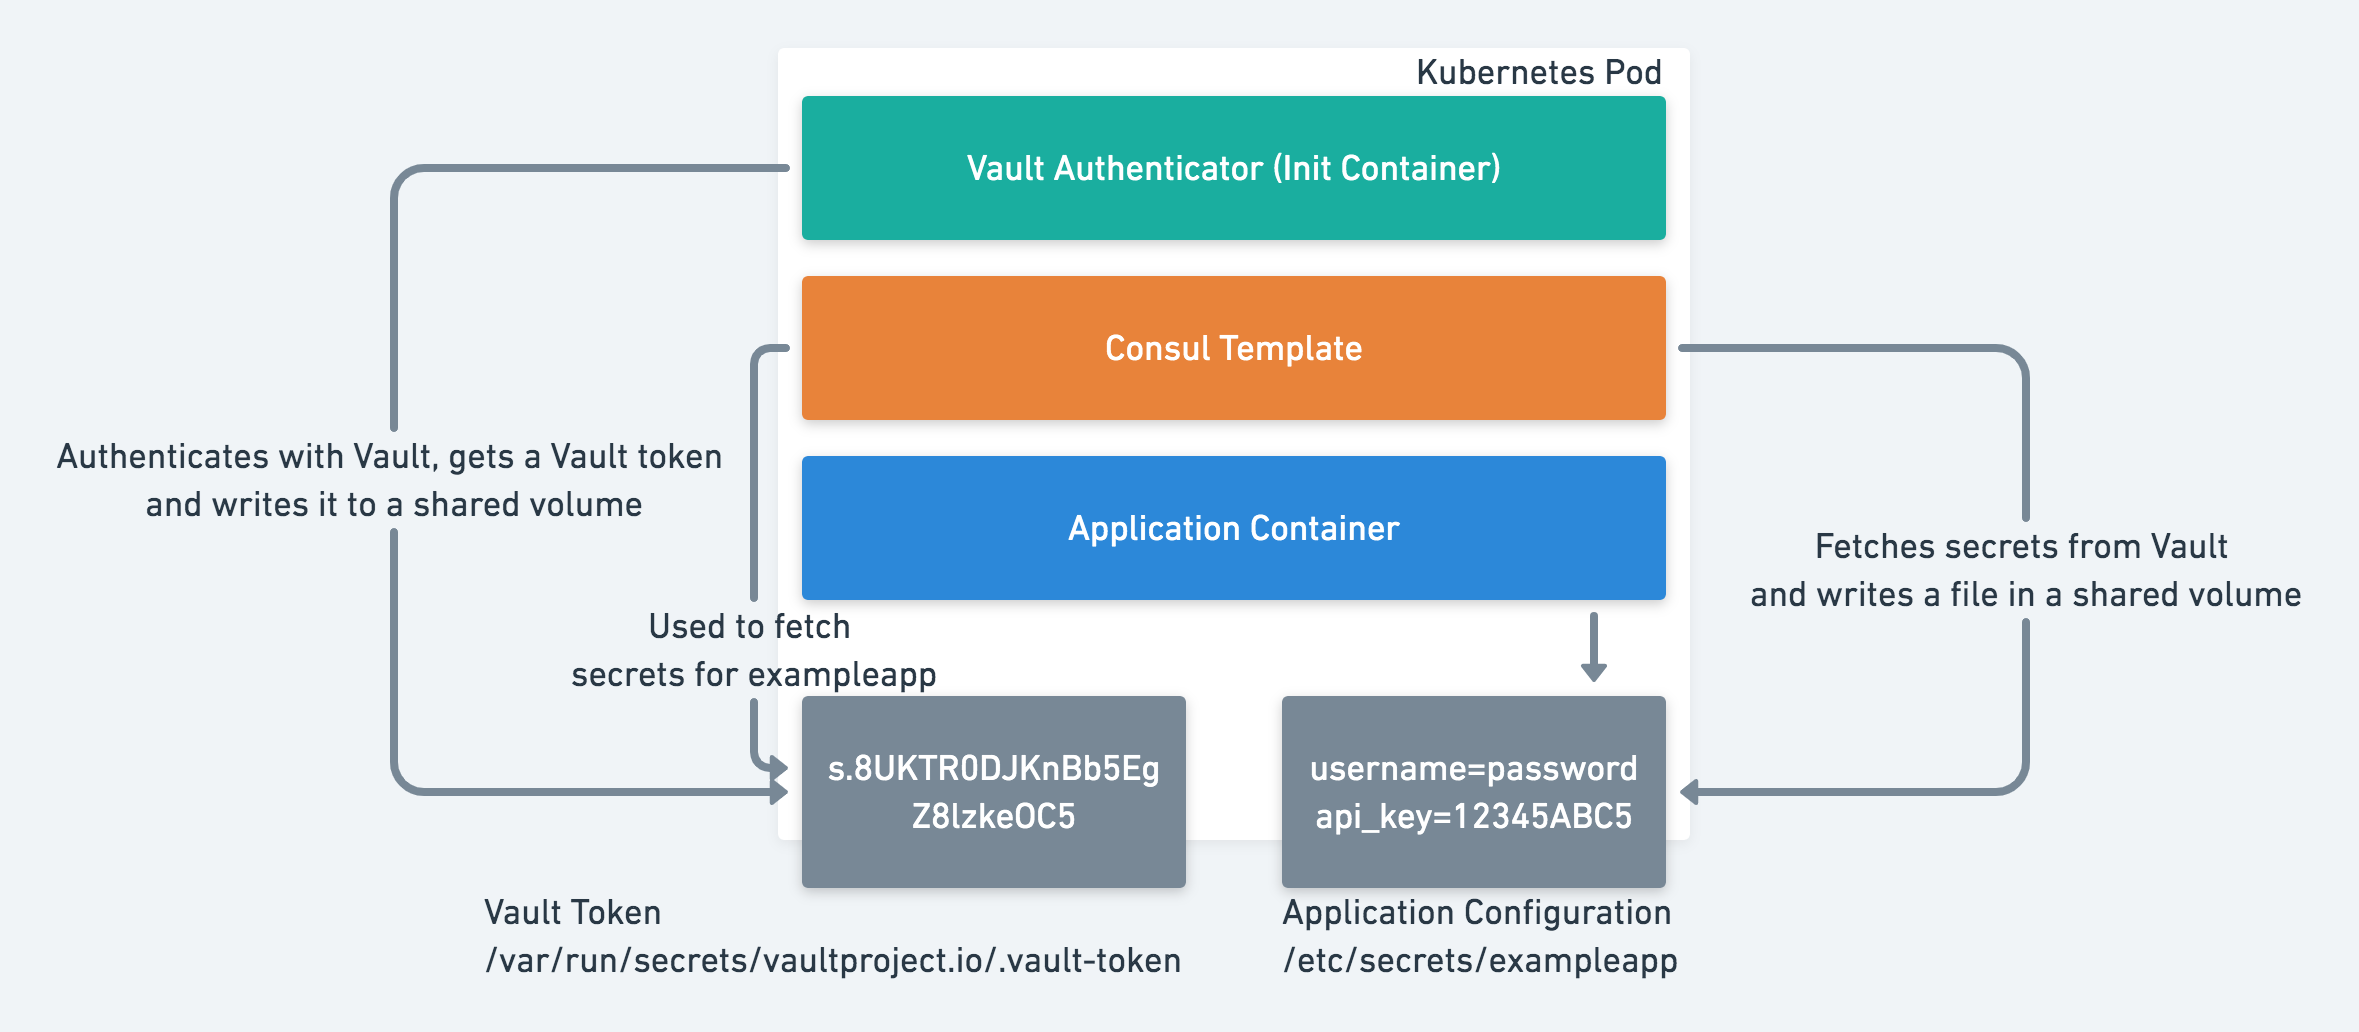 Kubernetes Pod
Vault Authenticator (Init Container)
Consul Template
Authenticates with Vault, gets a Vault token
and writes it to a shared volume
Application Container
Fetches secrets from Vault
and writes a file in a shared volume
Used to fetch
secrets for exampleapp
s.8UKTR0DJKnBb5Eg
Z8lzkeOC5
username=password
api_key=12345ABC5
Vault Token
/var/run/secrets/vaultproject.io/.vault-token
Application Configuration
/etc/secrets/exampleapp